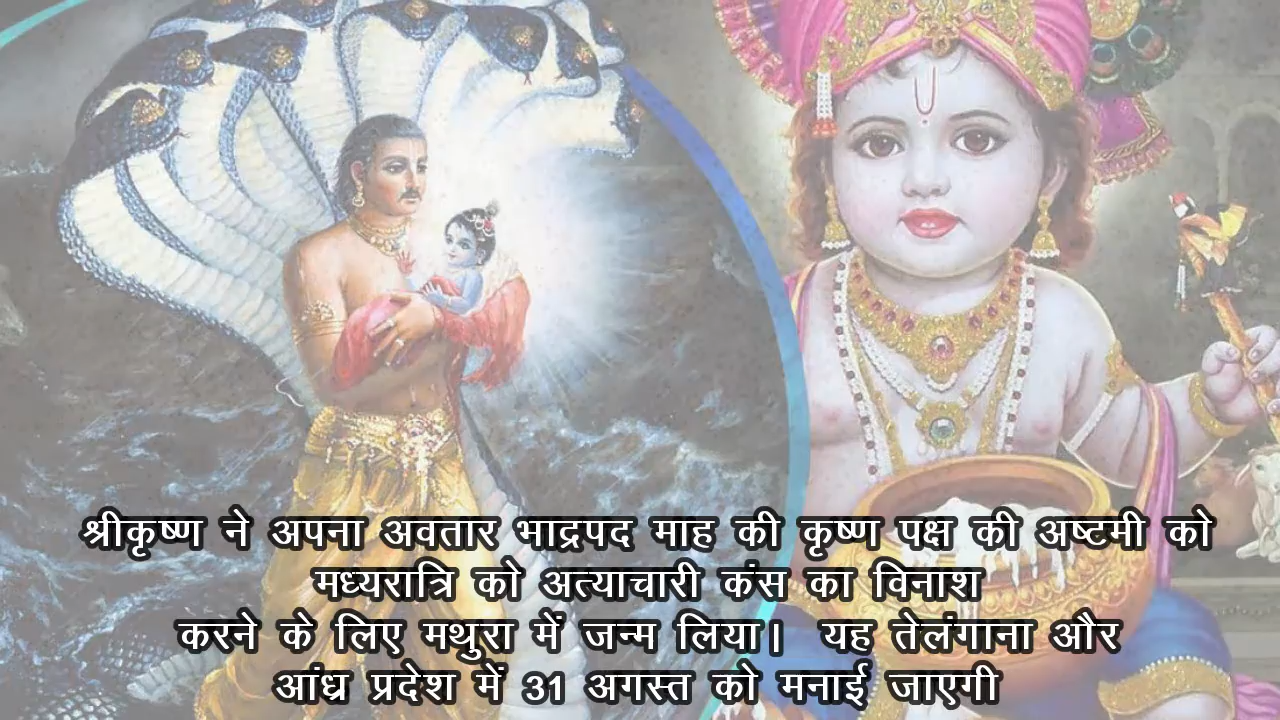 श्रीकृष्ण ने अपना अवतार भाद्रपद माह की कृष्ण पक्ष की अष्टमी को
मध्यरात्रि को अत्याचारी कंस का विनाश
करने के लिए मथुरा में जन्म लिया। यह तेलंगाना और
आंध्र प्रदेश में 31 अगस्त को मनाई जाएगी